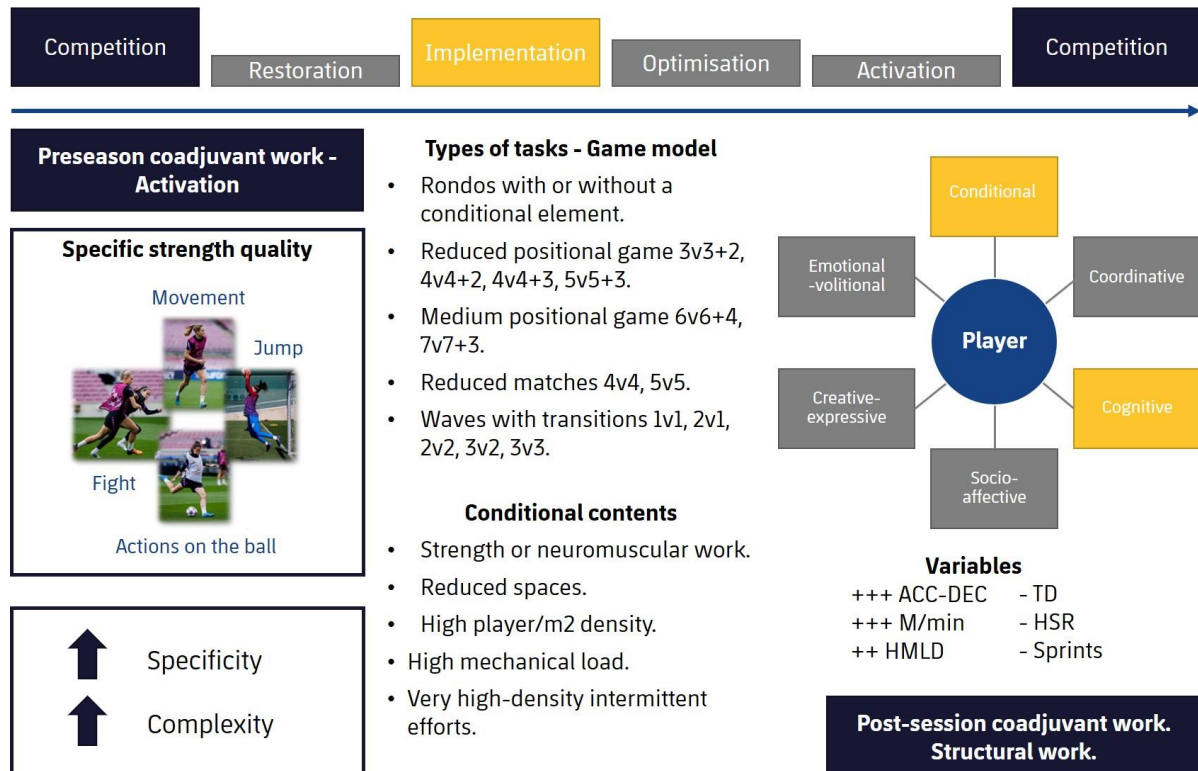 Competition
Restoration
Implementation
Optimisation
Activation
Competition
Preseason coadjuvant work -
Activation
Specific strength quality
Movement
Jump
Fight
Actions on the ball
Specificity
Complexity
Types of tasks - Game model
• Rondos with or without a
conditional element.
• Reduced positional game 3v3+2,
4v4+2, 4v4+3, 5v5+3.
• Medium positional game 6v6+4,
7v7+3.
• Reduced matches 4v4, 5v5.
• Waves with transitions 1v1, 2v1,
2v2, 3v2, 3v3.
Conditional contents
• Strength or neuromuscular work.
• Reduced spaces.
• High player/m2 density.
• High mechanical load.
• Very high-density intermittent
efforts.
Conditional
Emotional
-volitional
Coordinative
Player
Creative-
expressive
Cognitive
Socio-
affective
Variables
+++ ACC-DEC - TD
+++ M/min - HSR
++ HMLD - Sprints
Post-session coadjuvant work.
Structural work.